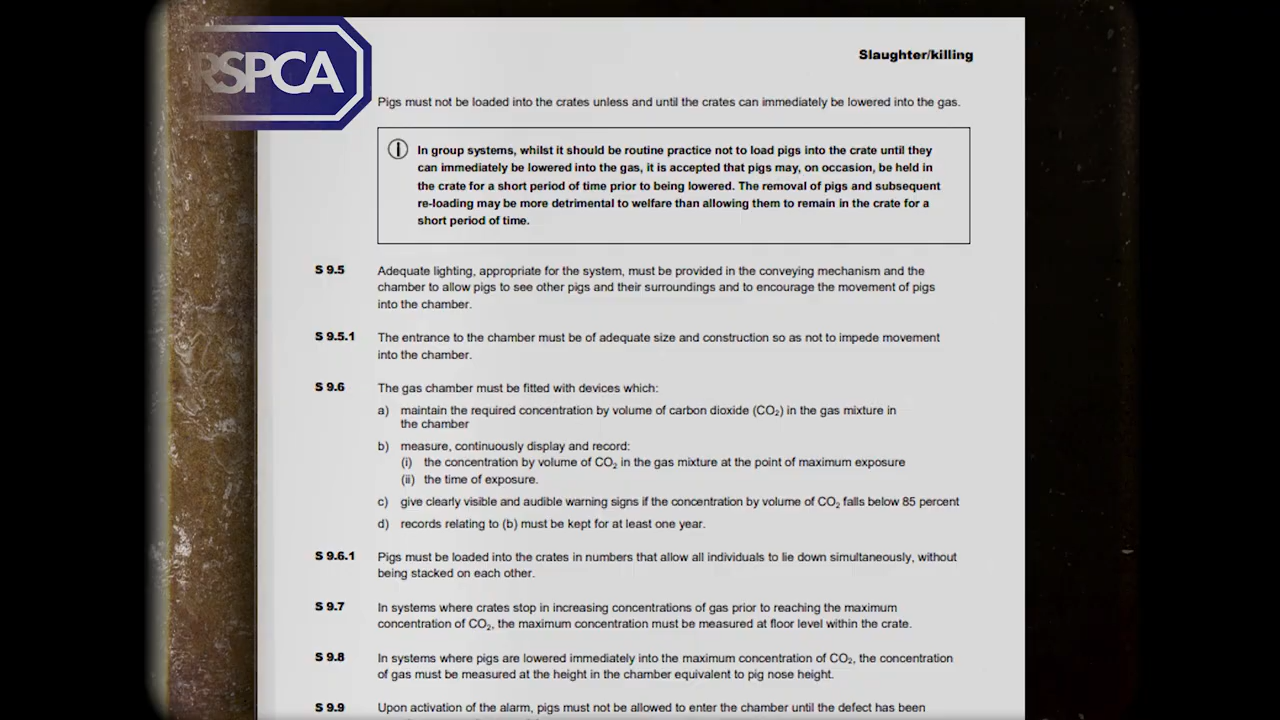 RSPCA
Slaughter/killing
Pigs must not be loaded into the crates unless and until the crates can immediately be lowered into the gas.
In group systems, whilst it should be routine practice not to load pigs into the crate until they
can immediately be lowered into the gas, it is accepted that pigs may, on occasion, be held in
the crate for a short period of time prior to being lowered. The removal of pigs and subsequent
re-loading may be more detrimental to welfare than allowing them to remain in the crate for a
short period of time.
S 9.5 Adequate lighting, appropriate for the system, must be provided in the conveying mechanism and the
chamber to allow pigs to see other pigs and their surroundings and to encourage the movement of pigs
into the chamber.
S 9.5.1 The entrance to the chamber must be of adequate size and construction so as not to impede movement
into the chamber.
S 9.6 The gas chamber must be fitted with devices which:
a) maintain the required concentration by volume of carbon dioxide (CO₂) in the gas mixture in
the chamber
b) measure, continuously display and record:
(i) the concentration by volume of CO₂ in the gas mixture at the point of maximum exposure
(ii) the time of exposure.
c) give clearly visible and audible warning signs if the concentration by volume of CO₂ falls below 85 percent
d) records relating to (b) must be kept for at least one year.
S 9.6.1 Pigs must be loaded into the crates in numbers that allow all individuals to lie down simultaneously, without
being stacked on each other.
S 9.7 In systems where crates stop in increasing concentrations of gas prior to reaching the maximum
concentration of CO₂, the maximum concentration must be measured at floor level within the crate.
S 9.8 In systems where pigs are lowered immediately into the maximum concentration of CO₂, the concentration
of gas must be measured at the height in the chamber equivalent to pig nose height.
S 9.9 Upon activation of the alarm, pigs must not be allowed to enter the chamber until the defect has been